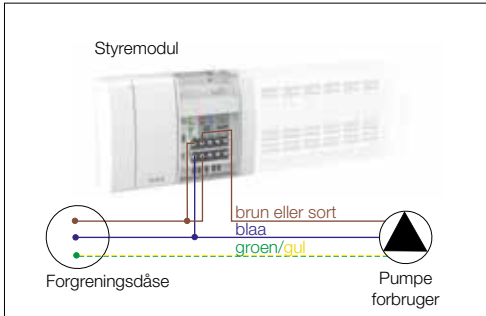 Styremodul
brun eller sort
blaa
groen/gul
Forgreningsdåse
Pumpe
forbruger